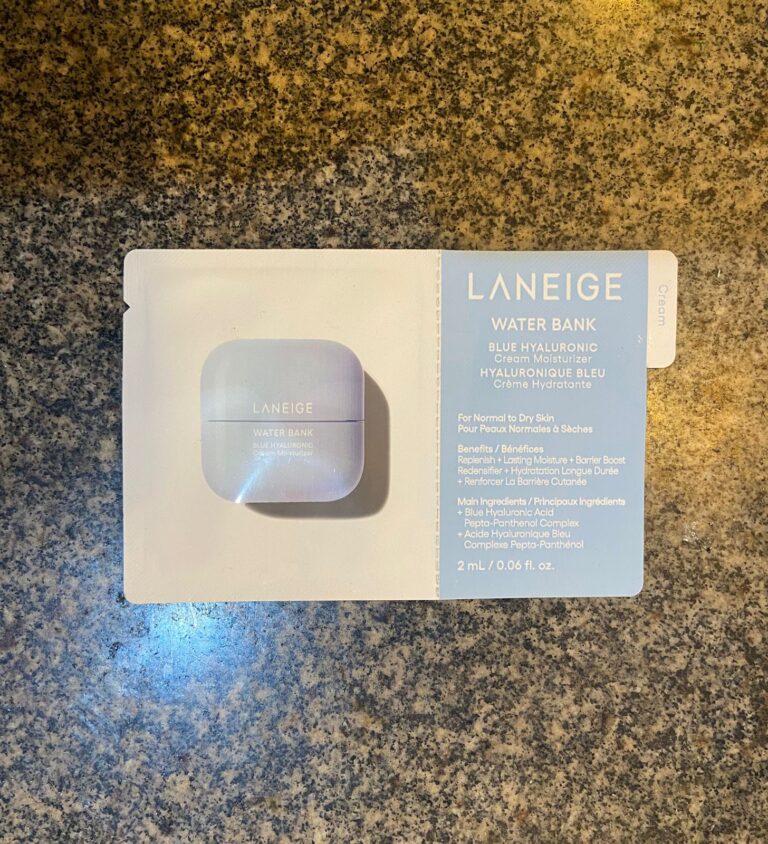 LANEIGE
WATER BANK
BLUE HYALURONIC
Cream Moisturizer
LANEIGE
WATER BANK
BLUE HYALURONIC
Cream Moisturizer
HYALURONIQUE BLEU
Crème Hydratante
For Normal to Dry Skin
Pour Peaux Normales à Sèches
Benefits / Bénéfices
Replenish + Lasting Moisture + Barrier Boost
Redensifier + Hydratation Longue Durée
+ Renforcer La Barrière Cutanée
Main Ingredients / Principaux Ingrédients
+ Blue Hyaluronic Acid
Pepta-Panthenol Complex
+ Acide Hyaluronique Bleu
Complexe Pepta-Panthénol
2 mL / 0.06 fl. oz.
Cream